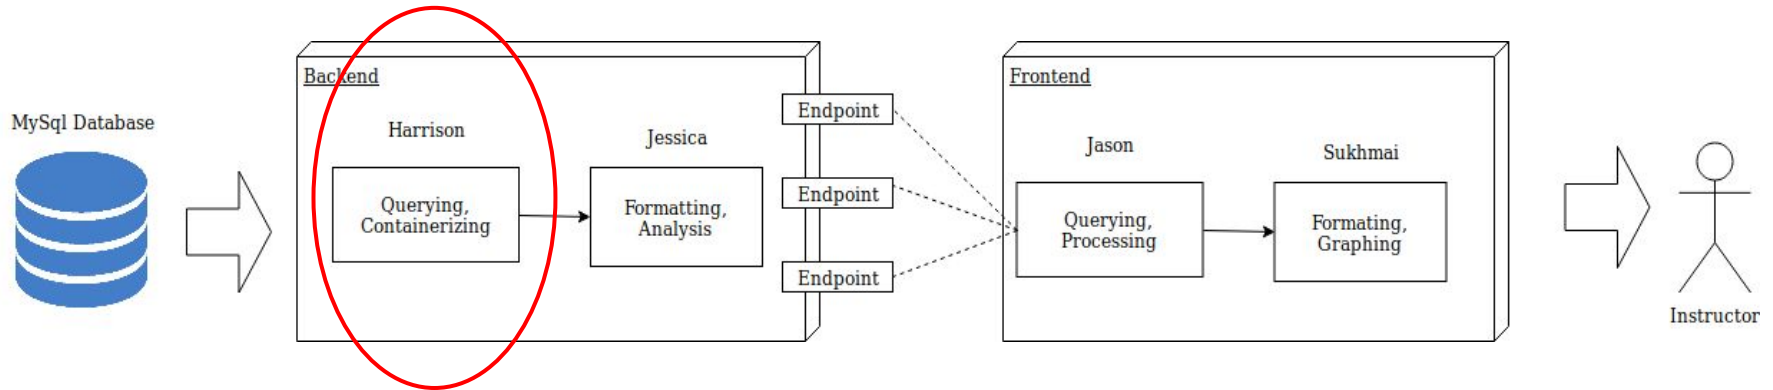 MySql Database
Backend
Harrison
Querying,
Containerizing
Jessica
Formatting,
Analysis
Endpoint
Endpoint
Endpoint
Frontend
Jason
Querying,
Processing
Sukhmai
Formating,
Graphing
Instructor